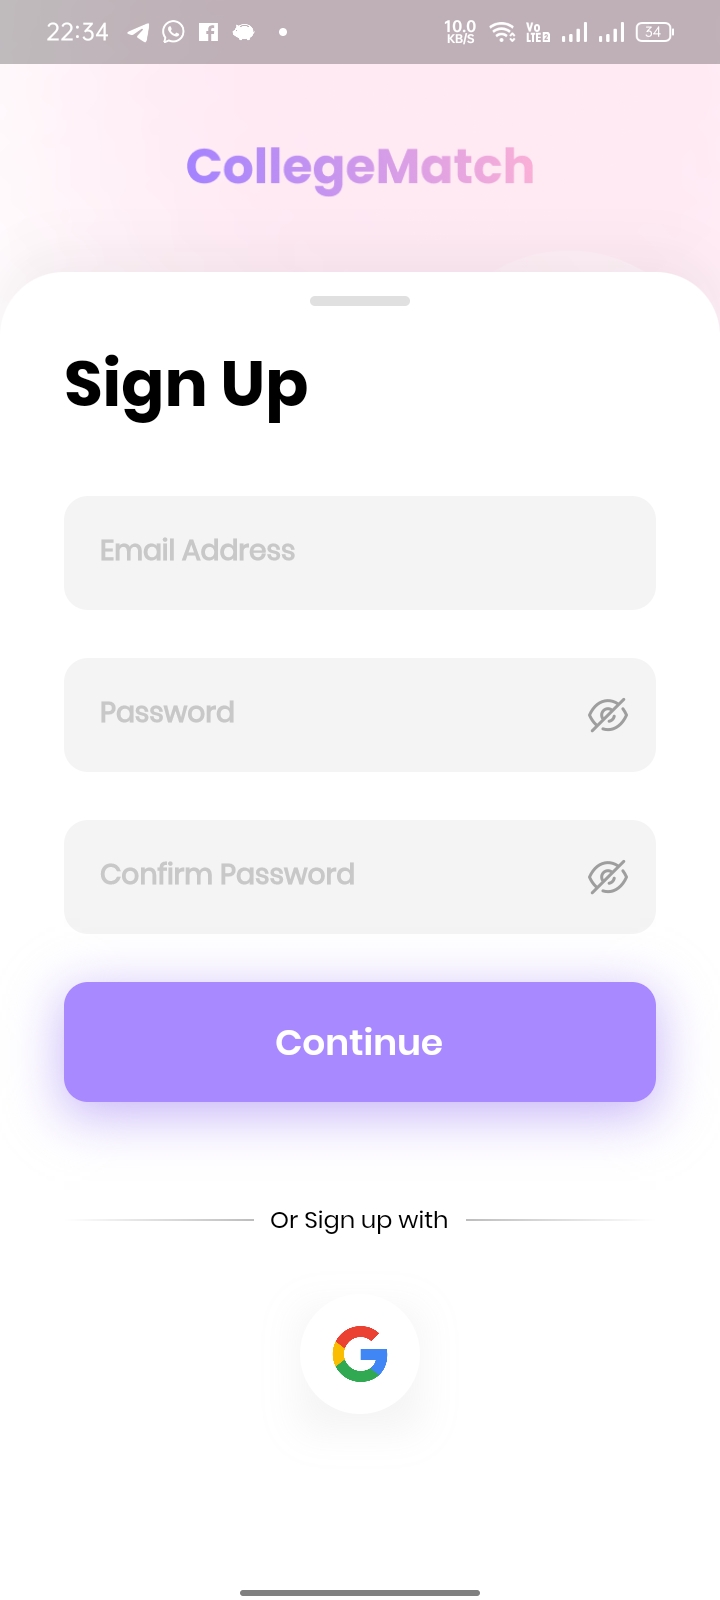 22:34 10.0 KB/S Vo LTE2 34
CollegeMatch
Sign Up
Email Address
Password
Confirm Password
Continue
Or Sign up with